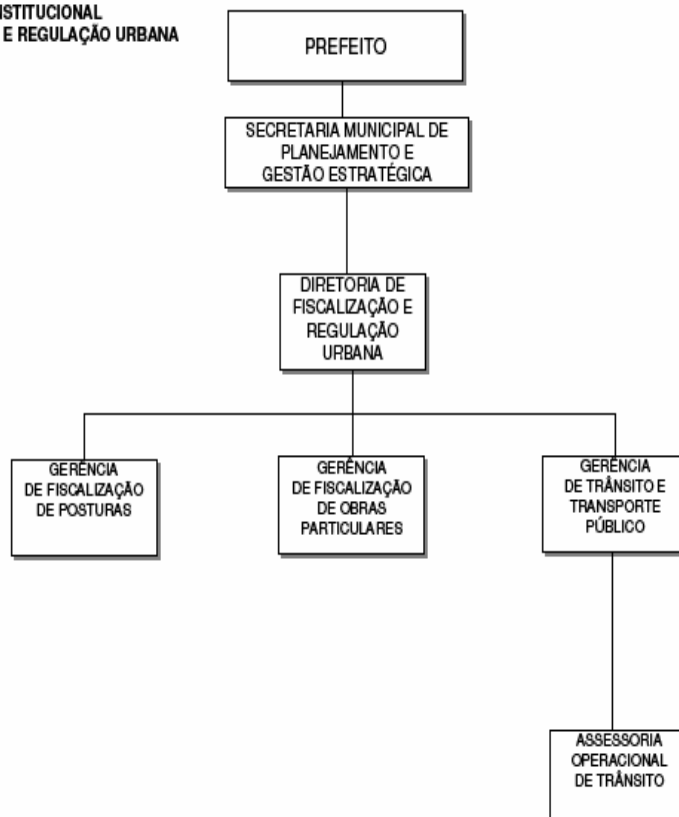 NSTITUCIONAL
E REGULAÇÃO URBANA
PREFEITO
SECRETARIA MUNICIPAL DE
PLANEJAMENTO E
GESTÃO ESTRATÉGICA
DIRETORIA DE
FISCALIZAÇÃO E
REGULAÇÃO
URBANA
GERÊNCIA
DE FISCALIZAÇÃO
DE POSTURAS
GERÊNCIA
DE FISCALIZAÇÃO
DE OBRAS
PARTICULARES
GERÊNCIA
DE TRÂNSITO E
TRANSPORTE
PÚBLICO
ASSESSORIA
OPERACIONAL
DE TRÂNSITO